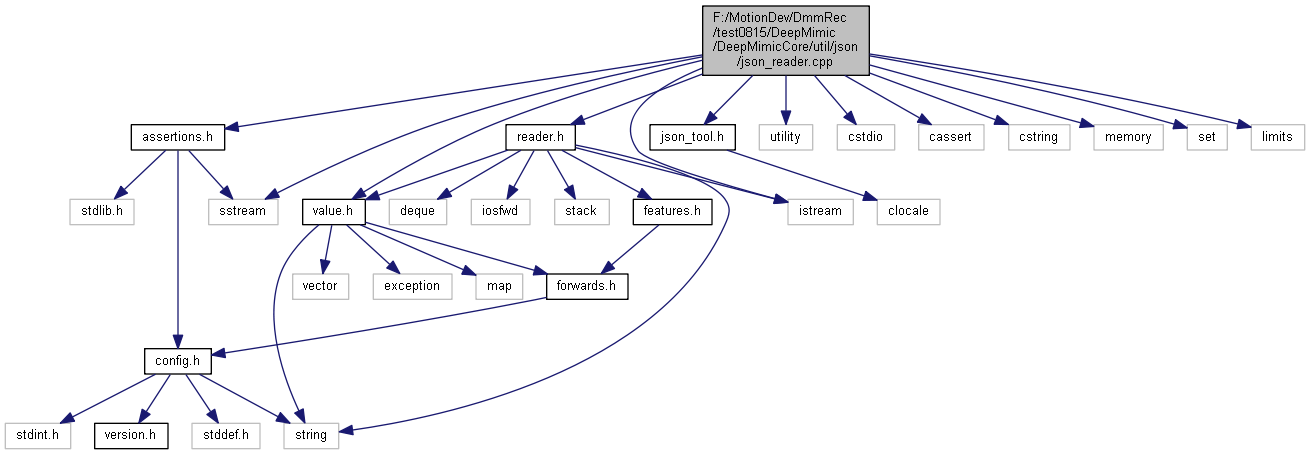 F:/MotionDev/DmmRec
/test0815/DeepMimic
/DeepMimicCore/util/json
/json_reader.cpp
assertions.h
reader.h
json_tool.h
utility
cstdio
cassert
cstring
memory
set
limits
stdlib.h
sstream
value.h
deque
iosfwd
stack
features.h
istream
clocale
vector
exception
map
forwards.h
config.h
stdint.h
version.h
stddef.h
string